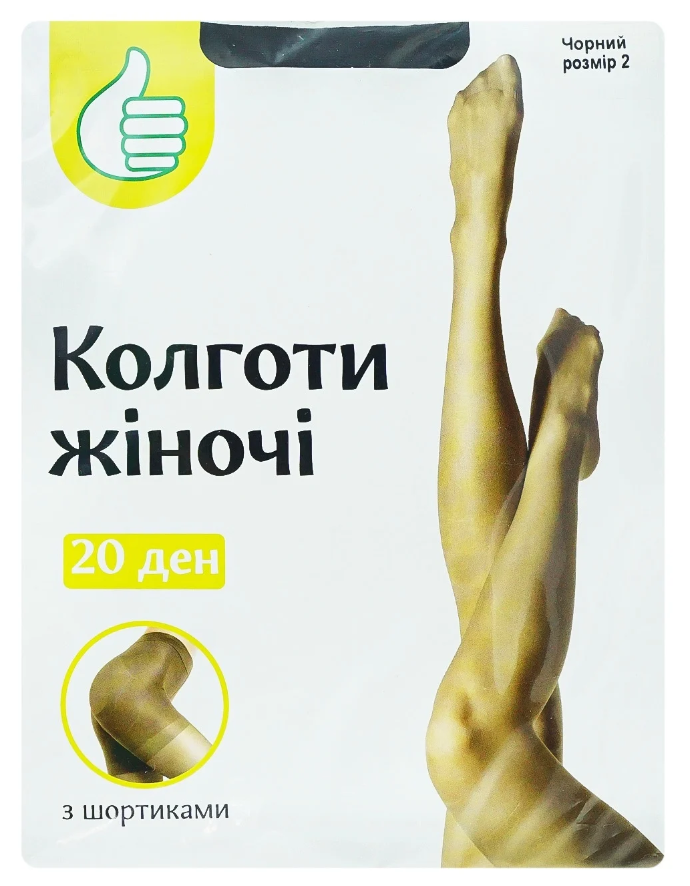 Чорний
розмір 2
Колготи
жіночі
20 ден
з шортиками